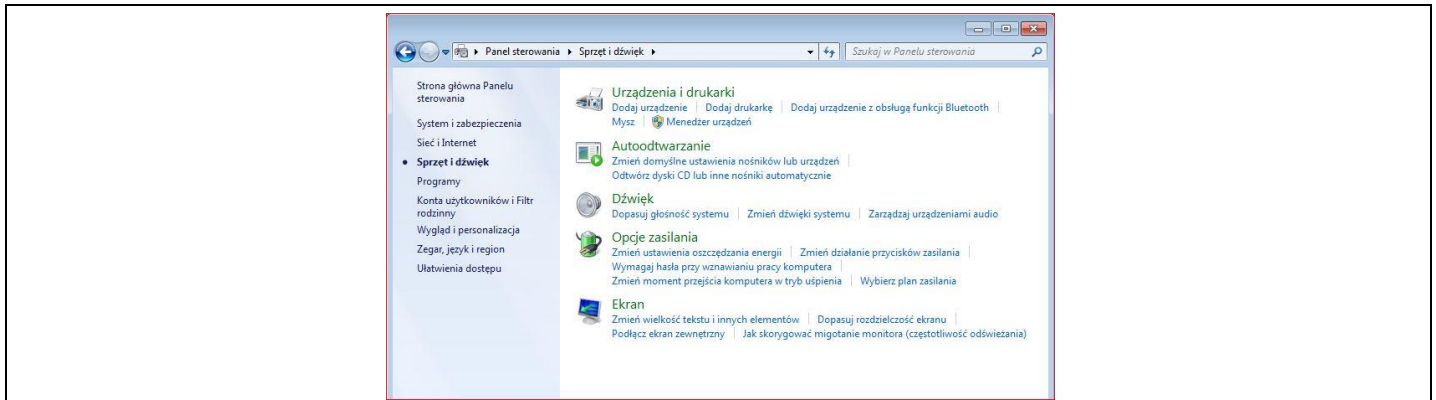 Panel sterowania Sprzęt i dźwięk Szukaj w Panelu sterowania
Strona główna Panelu
sterowania
System i zabezpieczenia
Sieć i Internet
Sprzęt i dźwięk
Programy
Konta użytkowników i Filtr
rodzinny
Wygląd i personalizacja
Zegar, język i region
Ułatwienia dostępu
Urządzenia i drukarki
Dodaj urządzenie Dodaj drukarkę Dodaj urządzenie z obsługą funkcji Bluetooth
Mysz Menedżer urządzeń
Autoodtwarzanie
Zmień domyślne ustawienia nośników lub urządzeń
Odtwórz dyski CD lub inne nośniki automatycznie
Dźwięk
Dopasuj głośność systemu Zmień dźwięki systemu Zarządzaj urządzeniami audio
Opcje zasilania
Zmień ustawienia oszczędzania energii Zmień działanie przycisków zasilania
Wymagaj hasła przy wznawianiu pracy komputera
Zmień moment przejścia komputera w tryb uśpienia Wybierz plan zasilania
Ekran
Zmień wielkość tekstu i innych elementów Dopasuj rozdzielczość ekranu
Podłącz ekran zewnętrzny Jak skorygować migotanie monitora (częstotliwość odświeżania)